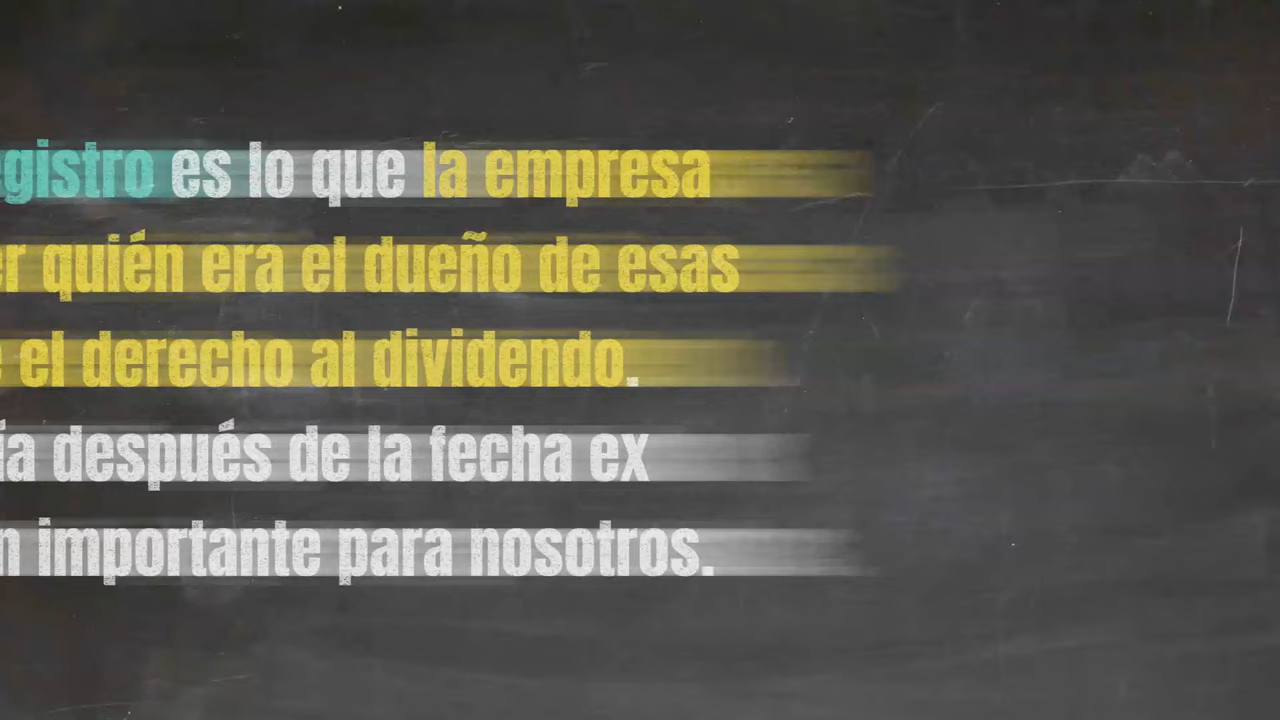 gistro es lo que la empresa
er quién era el dueño de esas
el derecho al dividendo.
ía después de la fecha ex
n importante para nosotros.